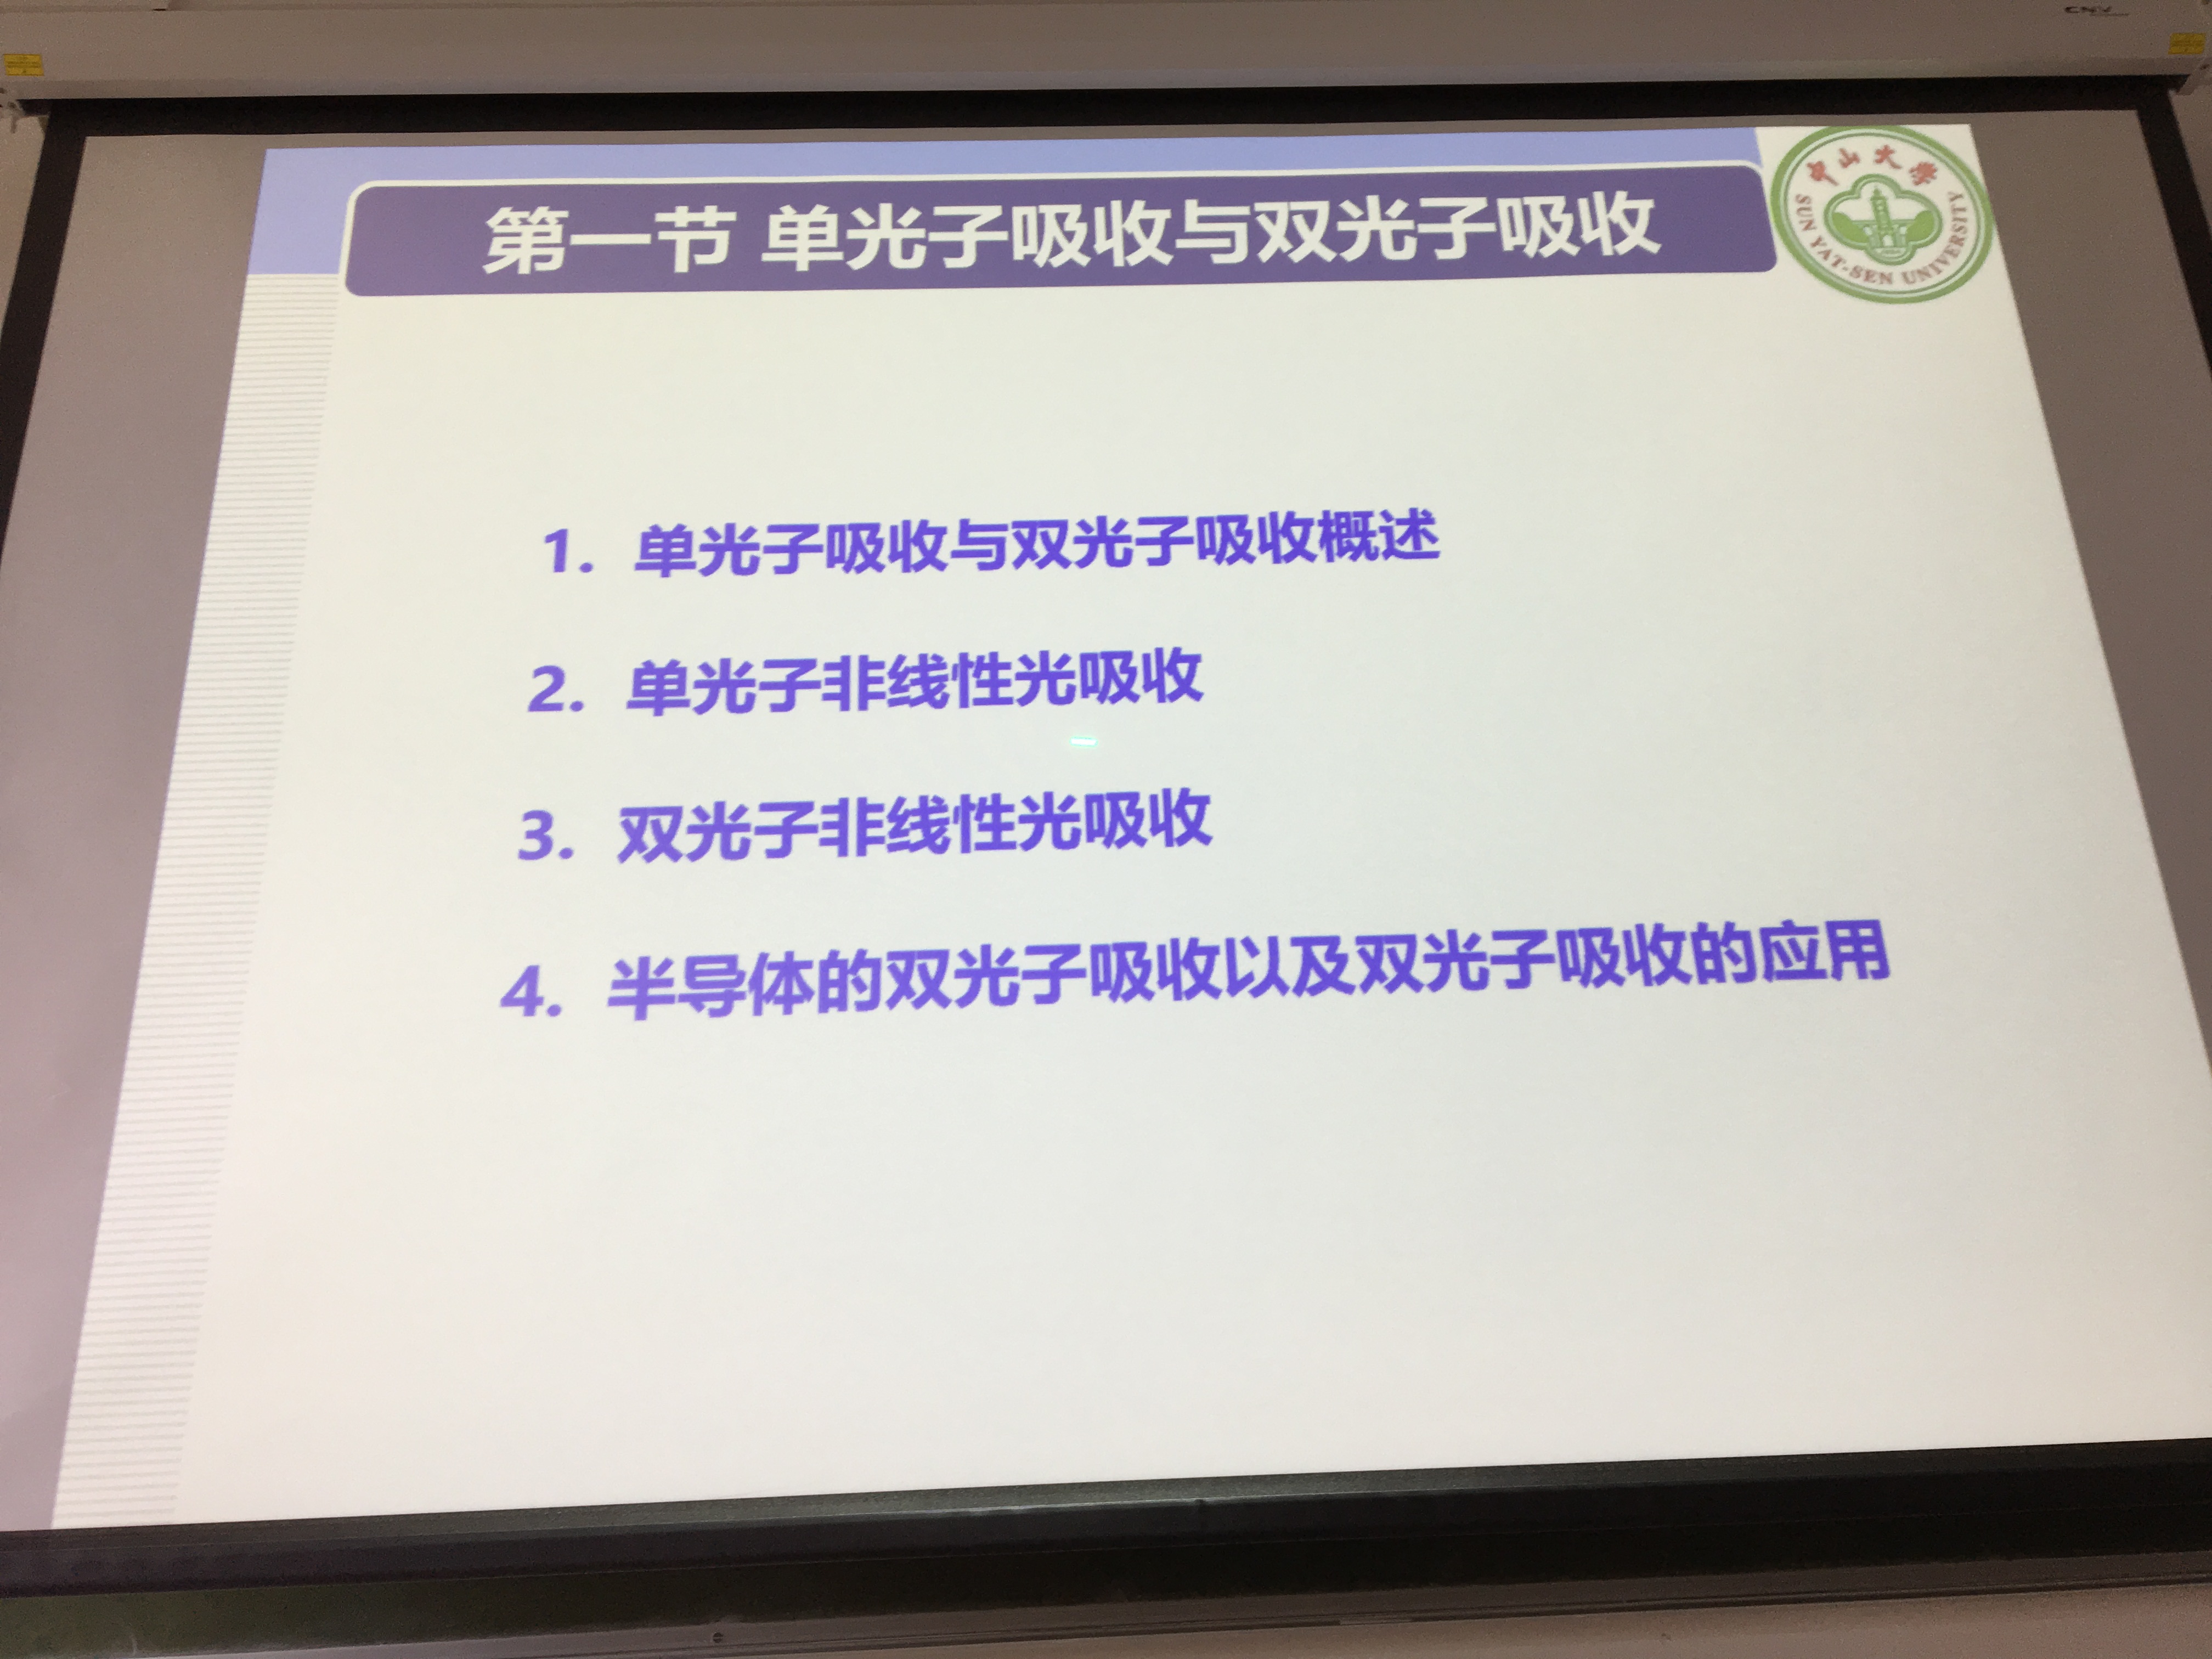 第一节 单光子吸收与双光子吸收
中山大学
SUN YAT-SEN UNIVERSITY
1. 单光子吸收与双光子吸收概述
2. 单光子非线性光吸收
3. 双光子非线性光吸收
4. 半导体的双光子吸收以及双光子吸收的应用